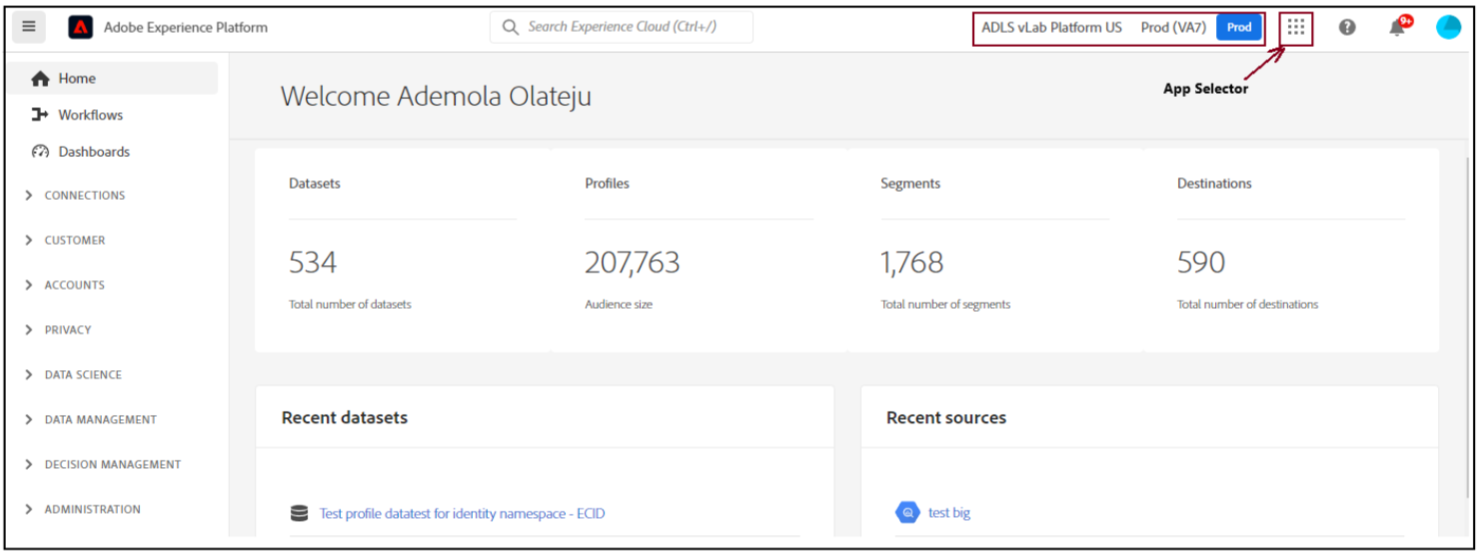 Adobe Experience Platform
Search Experience Cloud (Ctrl+/)
ADLS vLab Platform US Prod (VA7) Prod
9+
App Selector
Home
Workflows
Dashboards
CONNECTIONS
CUSTOMER
ACCOUNTS
PRIVACY
DATA SCIENCE
DATA MANAGEMENT
DECISION MANAGEMENT
ADMINISTRATION
Welcome Ademola Olateju
Datasets
534
Total number of datasets
Profiles
207,763
Audience size
Segments
1,768
Total number of segments
Destinations
590
Total number of destinations
Recent datasets
Test profile datatest for identity namespace - ECID
Recent sources
test big